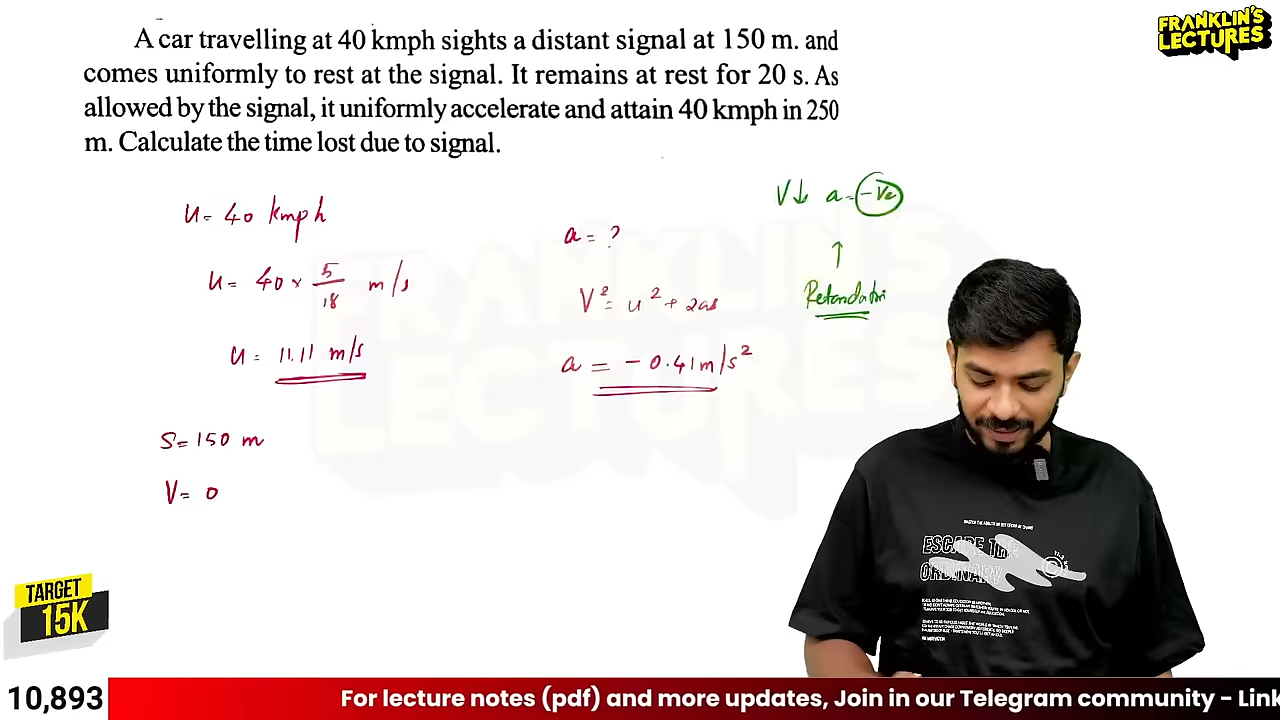 FRANKLIN'S
LECTURES
A car travelling at 40 kmph sights a distant signal at 150 m. and
comes uniformly to rest at the signal. It remains at rest for 20 s. As
allowed by the signal, it uniformly accelerate and attain 40 kmph in 250
m. Calculate the time lost due to signal.
u = 40 kmph
u = 40 × 5/18 m/s
u = 11.11 m/s
S = 150 m
V = 0
a = ?
V² = u² + 2as
a = - 0.41 m/s²
V↓ a = -ve
↑
Retardation
FRANKLIN'S
LECTURES
ESCAPE THE
ORDINARY
TARGET
15K
10,893
For lecture notes (pdf) and more updates, Join in our Telegram community - Link